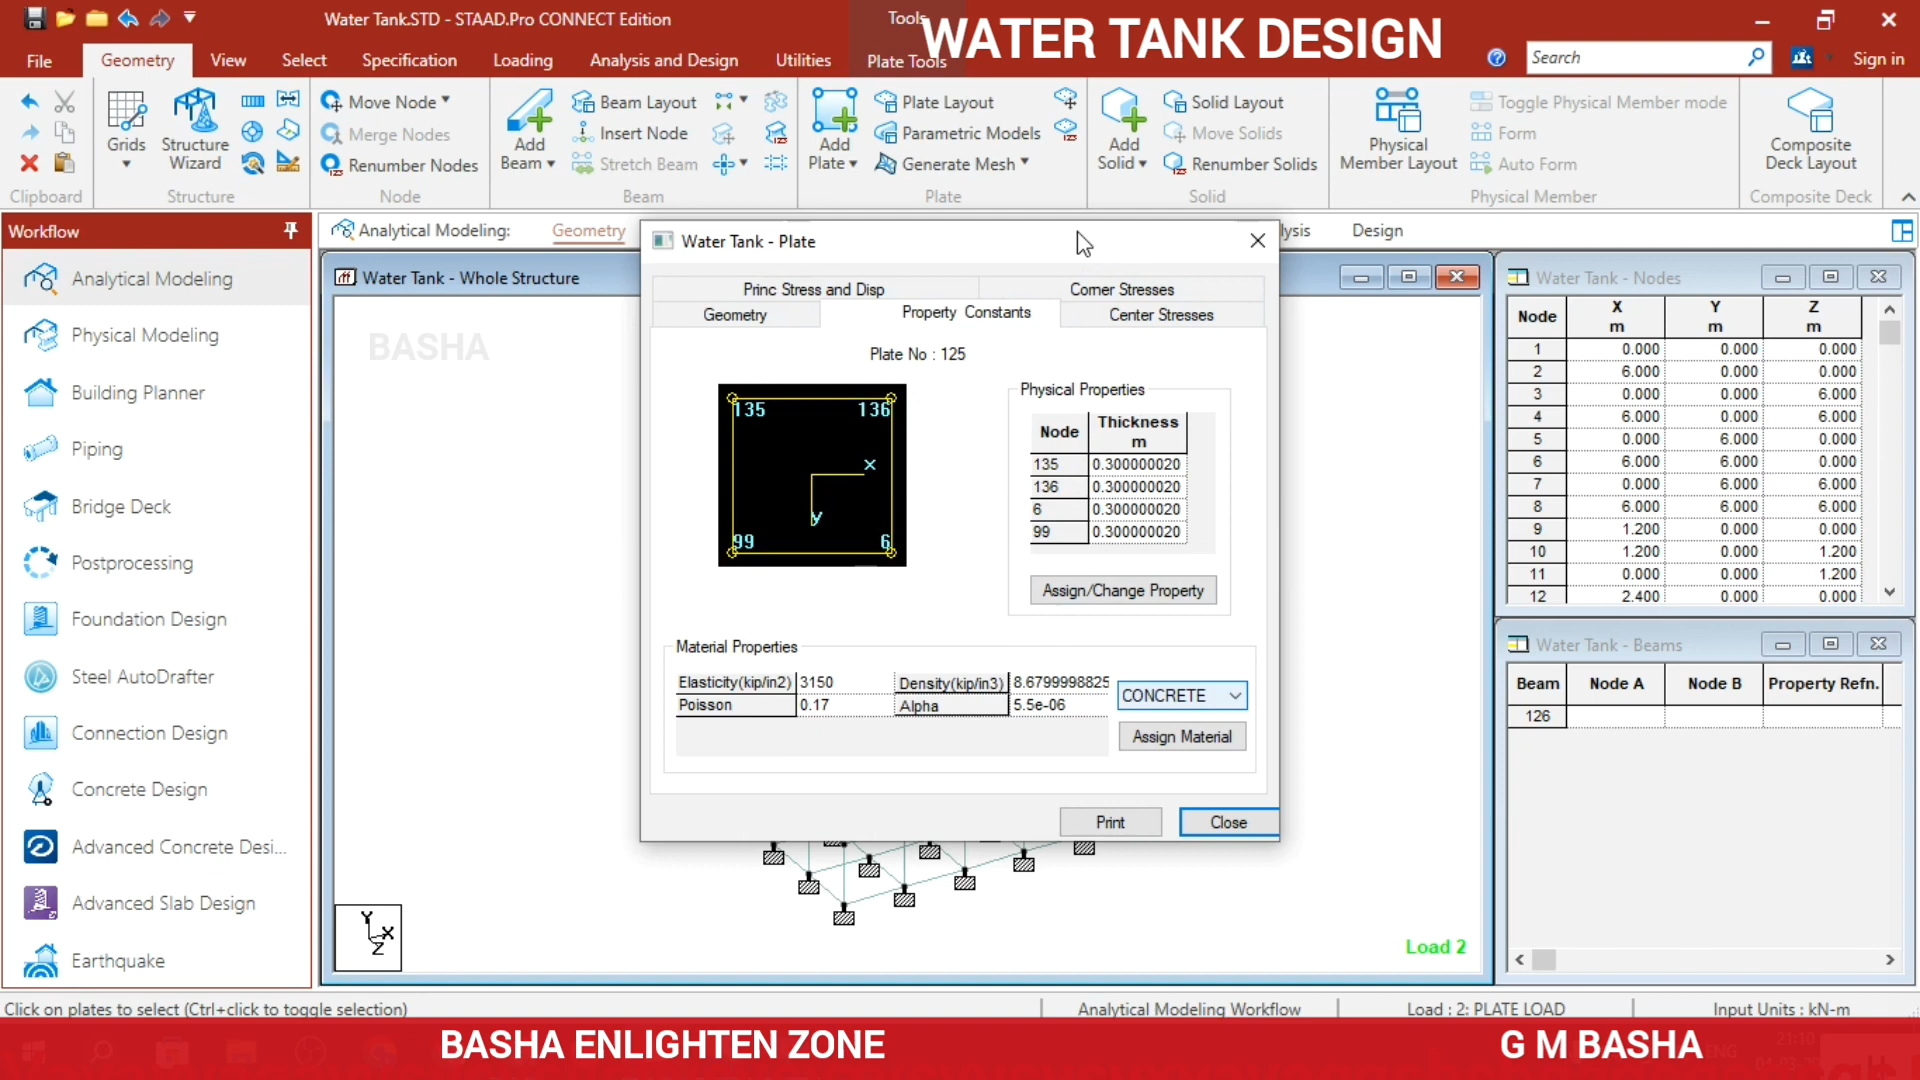 Water Tank.STD - STAAD.Pro CONNECT Edition
Tools
WATER TANK DESIGN
File
Geometry
View
Select
Specification
Loading
Analysis and Design
Utilities
Plate Tools
Search
Sign in
Grids
Structure Wizard
Move Node
Merge Nodes
Renumber Nodes
Add Beam
Beam Layout
Insert Node
Stretch Beam
Add Plate
Plate Layout
Parametric Models
Generate Mesh
Add Solid
Solid Layout
Move Solids
Renumber Solids
Physical Member Layout
Toggle Physical Member mode
Form
Auto Form
Composite Deck Layout
Clipboard
Structure
Node
Beam
Plate
Solid
Physical Member
Composite Deck
Workflow
Analytical Modeling
Physical Modeling
Building Planner
Piping
Bridge Deck
Postprocessing
Foundation Design
Steel AutoDrafter
Connection Design
Concrete Design
Advanced Concrete Desi...
Advanced Slab Design
Earthquake
Analytical Modeling:
Geometry
lysis
Design
Water Tank - Whole Structure
BASHA
Water Tank - Plate
Princ Stress and Disp
Corner Stresses
Geometry
Property Constants
Center Stresses
Plate No : 125
135 136
x
y
99 6
Physical Properties
Node Thickness m
135 0.300000020
136 0.300000020
6 0.300000020
99 0.300000020
Assign/Change Property
Material Properties
Elasticity(kip/in2) 3150 Density(kip/in3) 8.6799998825
Poisson 0.17 Alpha 5.5e-06
CONCRETE
Assign Material
Print
Close
Y
X
Z
Load 2
Water Tank - Nodes
Node X m Y m Z m
1 0.000 0.000 0.000
2 6.000 0.000 0.000
3 0.000 0.000 6.000
4 6.000 0.000 6.000
5 0.000 6.000 0.000
6 6.000 6.000 0.000
7 0.000 6.000 6.000
8 6.000 6.000 6.000
9 1.200 0.000 0.000
10 1.200 0.000 1.200
11 0.000 0.000 1.200
12 2.400 0.000 0.000
Water Tank - Beams
Beam Node A Node B Property Refn.
126
Click on plates to select (Ctrl+click to toggle selection)
Analytical Modeling Workflow
Load : 2: PLATE LOAD
Input Units : kN-m
BASHA ENLIGHTEN ZONE
G M BASHA